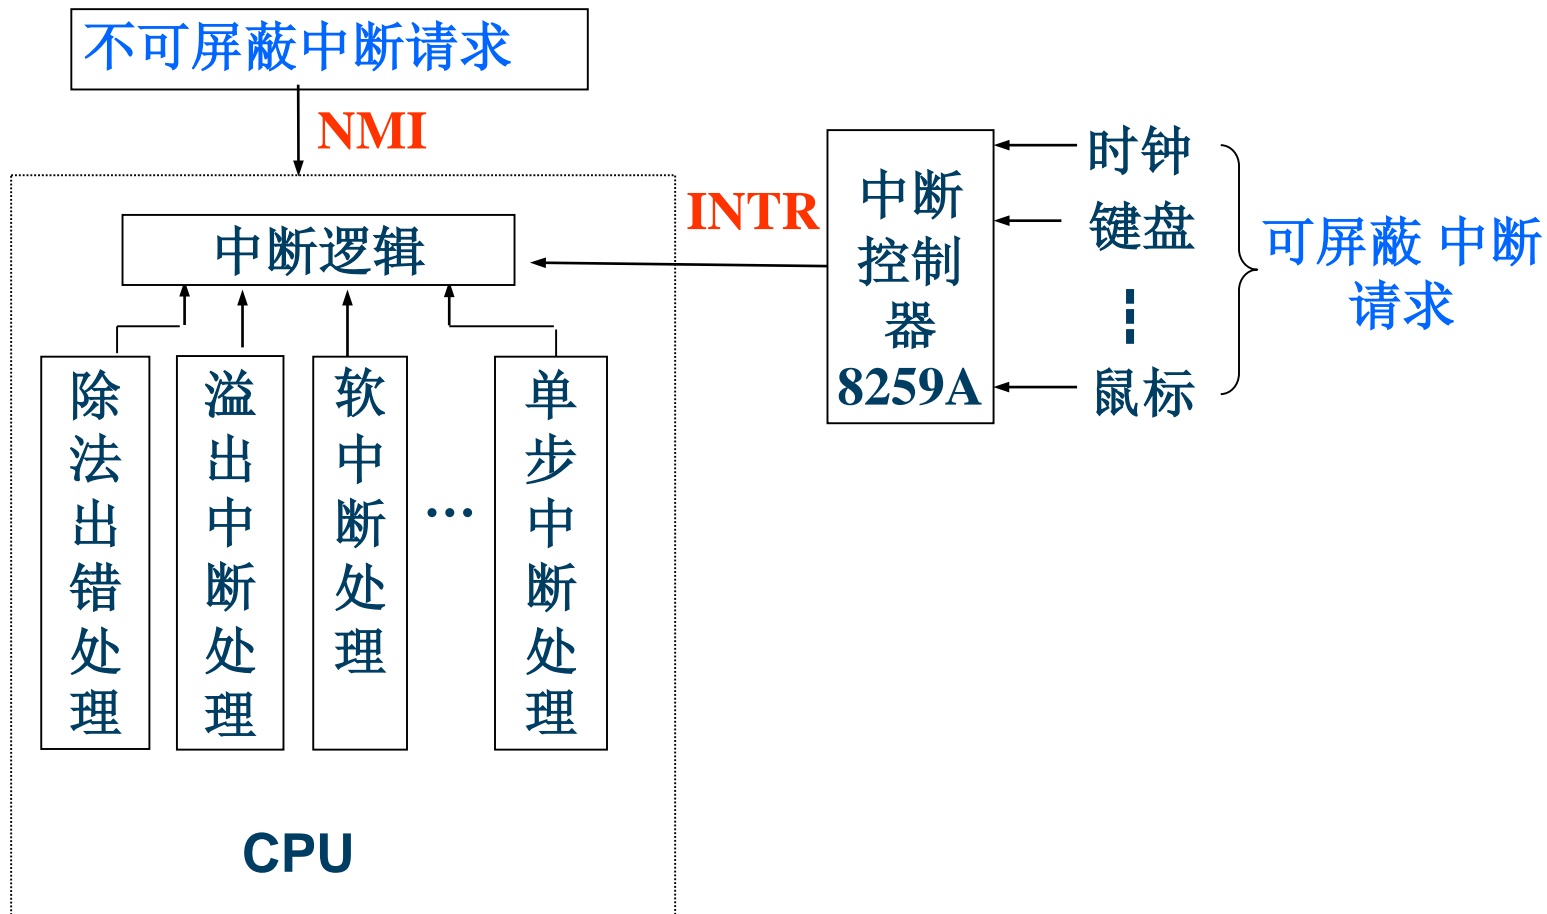 不可屏蔽中断请求
NMI
中断逻辑
INTR
中断
控制
器
8259A
时钟
键盘
鼠标
可屏蔽 中断
请求
除法出错处理
溢出中断处理
软中断处理
…
单步中断处理
CPU